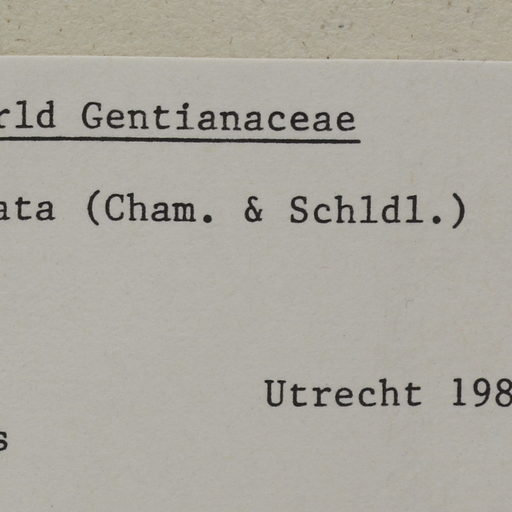 rld Gentianaceae
ata (Cham. & Schldl.)
Utrecht 198
s